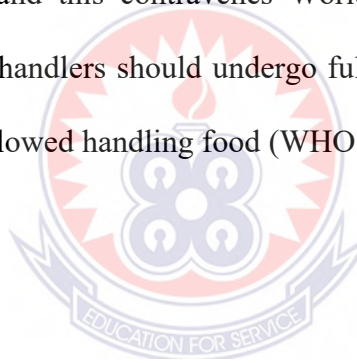 and this contravenes
handlers should undergo
lowed handling food (WHO
EDUCATION FOR SERVICE